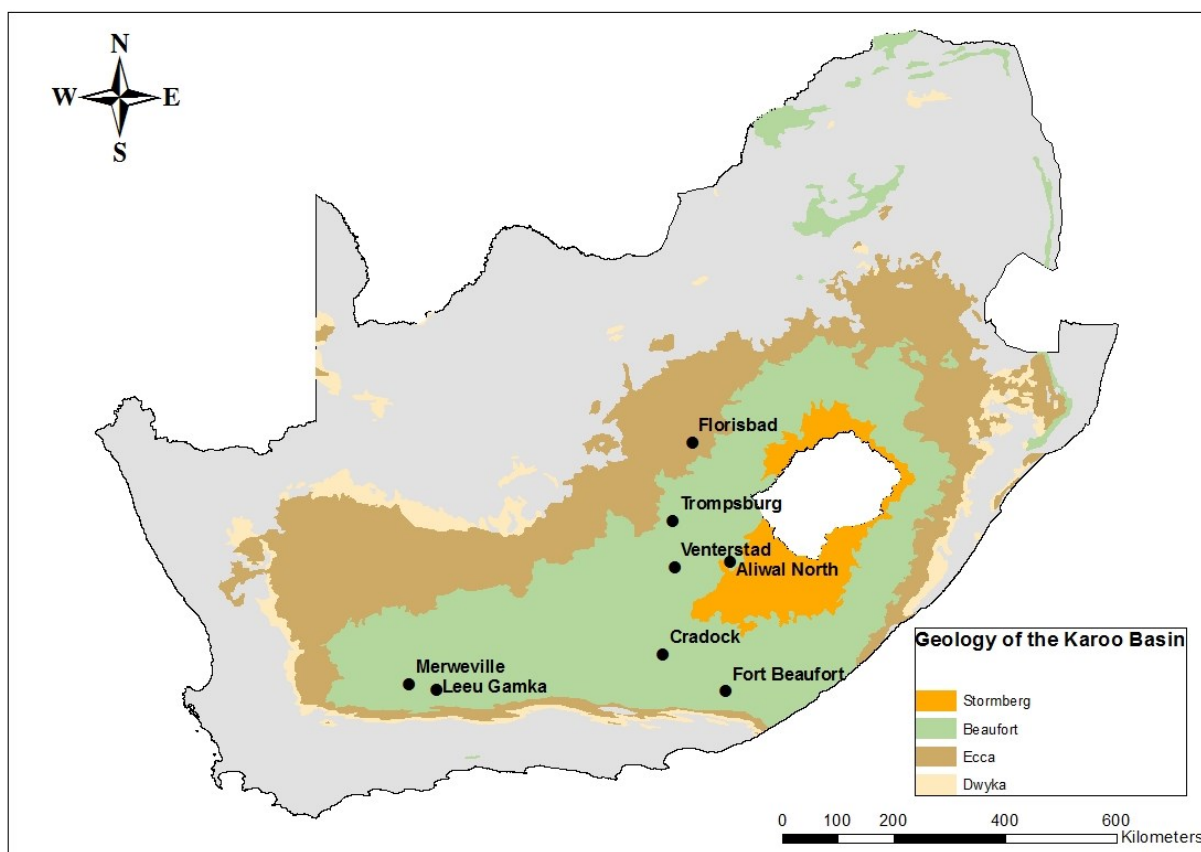 N
W E
S
Florisbad
Trompsburg
Venterstad
Aliwal North
Cradock
Merweville
Leeu Gamka
Fort Beaufort
Geology of the Karoo Basin
Stormberg
Beaufort
Ecca
Dwyka
0 100 200 400 600
Kilometers